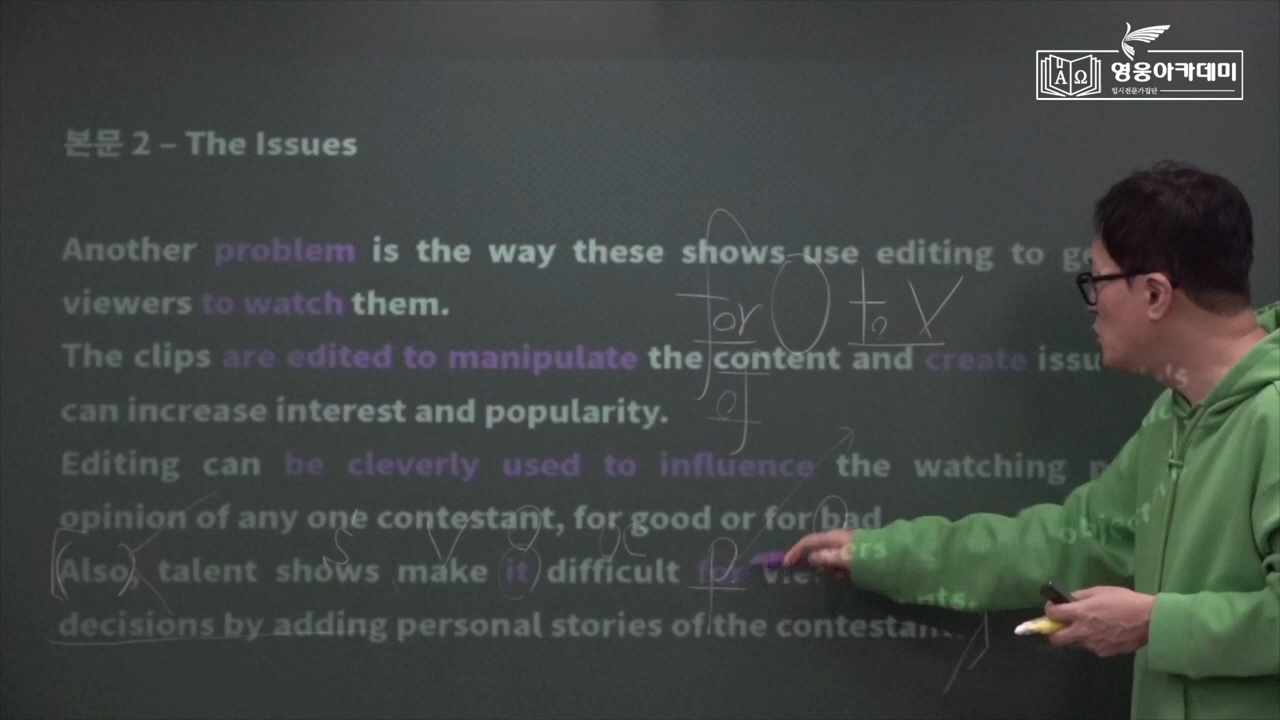 영웅아카데미
입시전문가집단
본문 2 – The Issues
Another problem is the way these shows use editing to
viewers to watch them.
The clips are edited to manipulate the content and create
can increase interest and popularity.
Editing can be cleverly used to influence the watching
opinion of any one contestant, for good or for bad
Also, talent shows make it difficult for
decisions by adding personal stories of the
for to V
of
S V O OC